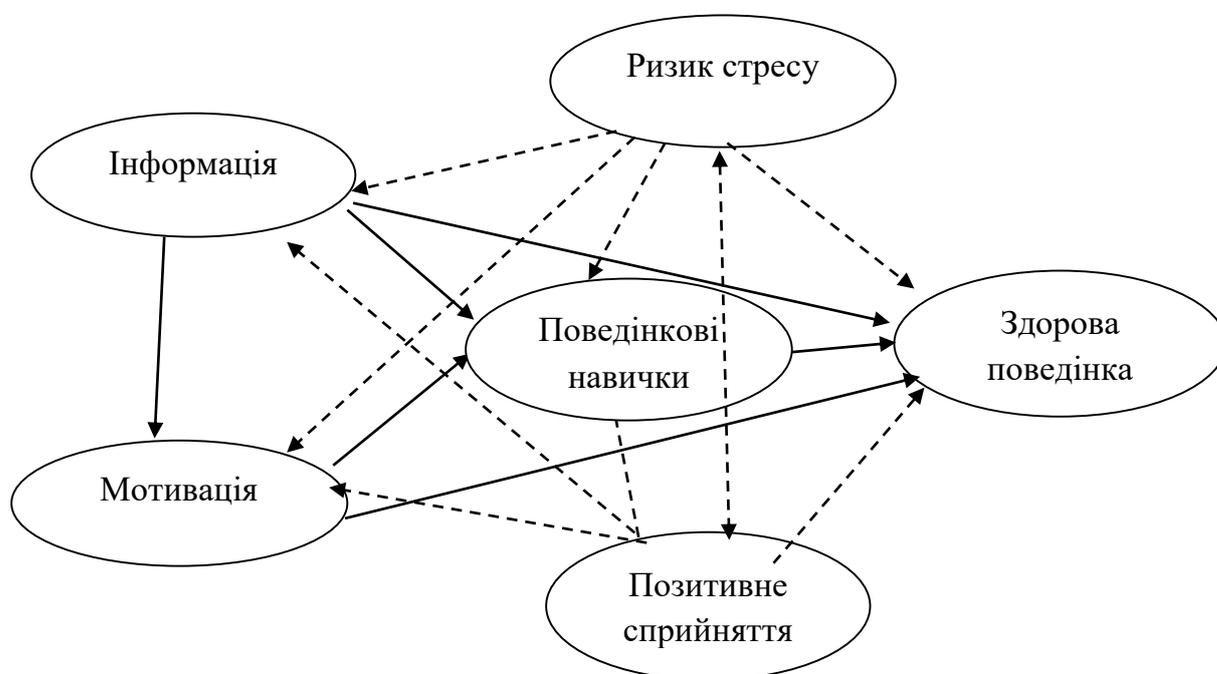 Ризик стресу
Інформація
Поведінкові
навички
Здорова
поведінка
Мотивація
Позитивне
сприйняття